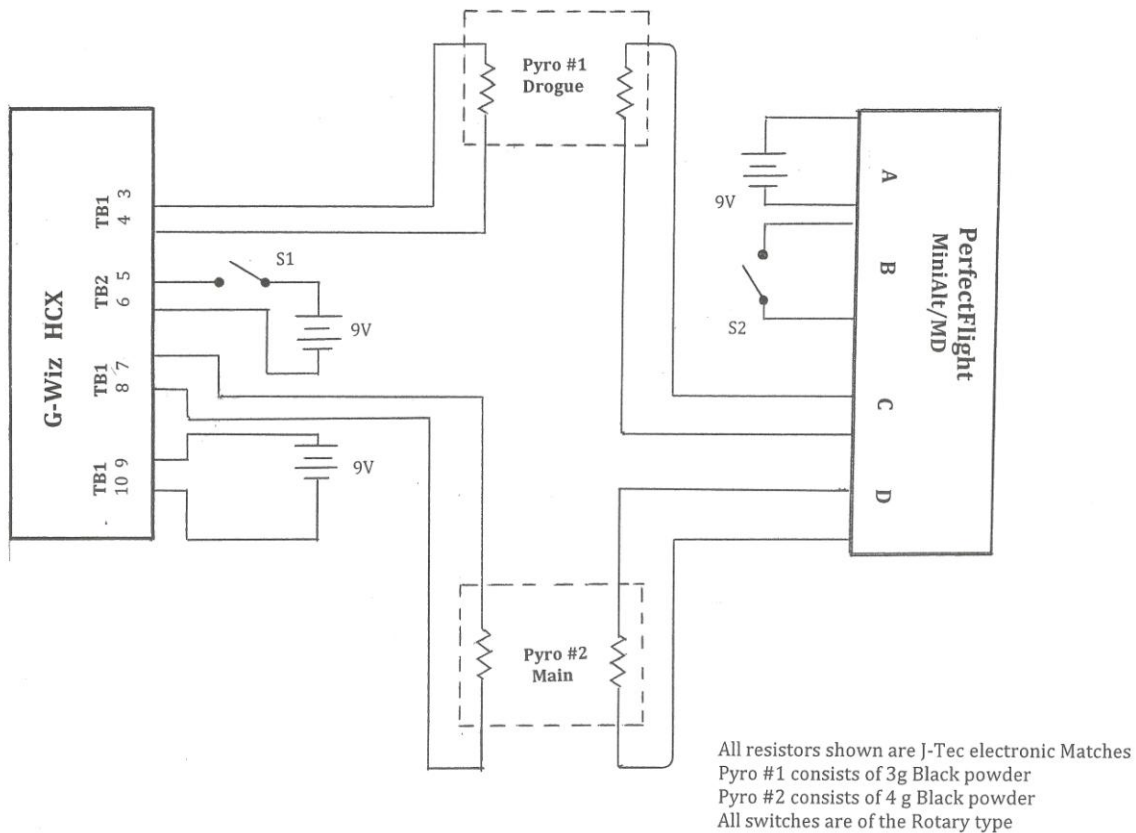 Pyro #1
Drogue
G-Wiz HCX
TB1
3
4
TB2
5
6
TB1
7
8
TB1
9
10
S1
9V
9V
9V
S2
A
B
C
D
PerfectFlight
MiniAlt/MD
Pyro #2
Main
All resistors shown are J-Tec electronic Matches
Pyro #1 consists of 3g Black powder
Pyro #2 consists of 4 g Black powder
All switches are of the Rotary type